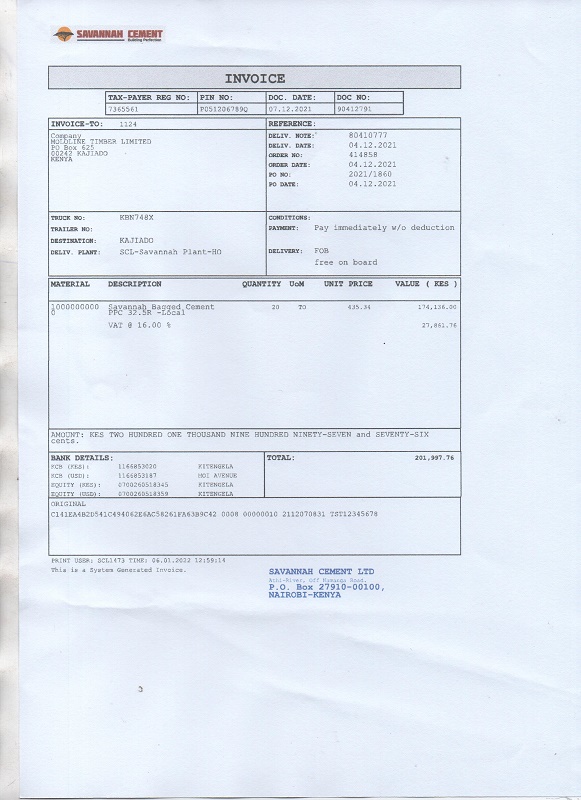 SAVANNAH CEMENT
Building Perfection
INVOICE
TAX-PAYER REG NO: PIN NO: DOC. DATE: DOC NO:
7365561 P051206789Q 07.12.2021 90412791
INVOICE-TO: 1124
Company
MOLDLINE TIMBER LIMITED
PO Box 625
00242 KAJIADO
KENYA
REFERENCE:
DELIV. NOTE: 80410777
DELIV. DATE: 04.12.2021
ORDER NO: 414858
ORDER DATE: 04.12.2021
PO NO: 2021/1860
PO DATE: 04.12.2021
TRUCK NO: KBN748X
TRAILER NO:
DESTINATION: KAJIADO
DELIV. PLANT: SCL-Savannah Plant-HO
CONDITIONS:
PAYMENT: Pay immediately w/o deduction
DELIVERY: FOB
free on board
MATERIAL DESCRIPTION QUANTITY UoM UNIT PRICE VALUE ( KES )
1000000000 Savannah Bagged Cement 20 TO 435.34 174,136.00
0 PPC 32.5R -Local
VAT @ 16.00 % 27,861.76
AMOUNT: KES TWO HUNDRED ONE THOUSAND NINE HUNDRED NINETY-SEVEN and SEVENTY-SIX
cents.
BANK DETAILS:
KCB (KES): 1166853020 KITENGELA
KCB (USD): 1166853187 MOI AVENUE
EQUITY (KES): 0700260518345 KITENGELA
EQUITY (USD): 0700260518359 KITENGELA
TOTAL: 201,997.76
ORIGINAL
C141EA4B2D541C494062E6AC58261FA63B9C42 0008 00000010 2112070831 TST12345678
PRINT USER: SCL1473 TIME: 06.01.2022 12:59:14
This is a System Generated Invoice.
SAVANNAH CEMENT LTD
Athi-River, Off Namanga Road,
P.O. Box 27910-00100,
NAIROBI-KENYA